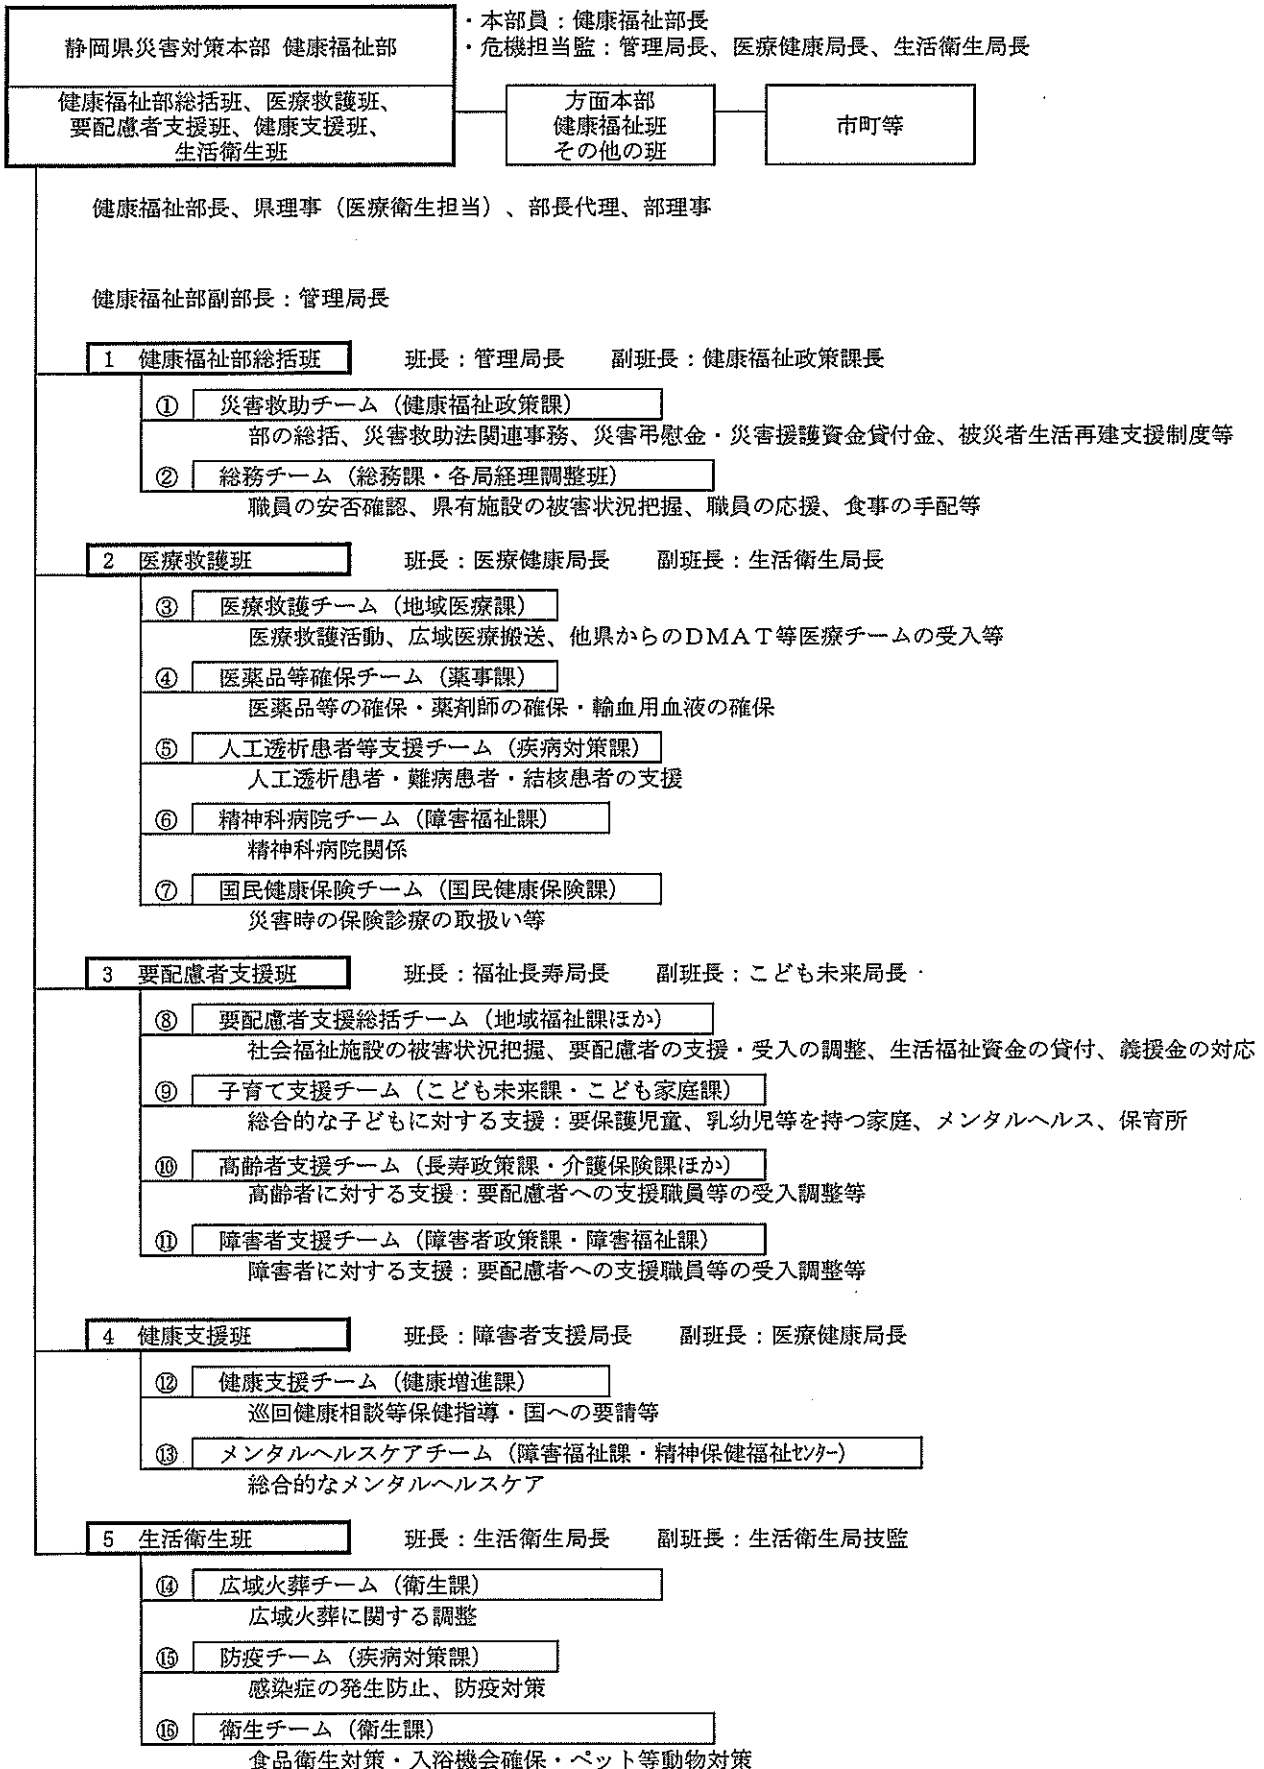 ・本部員：健康福祉部長
静岡県災害対策本部 健康福祉部
・危機担当監：管理局長、医療健康局長、生活衛生局長
健康福祉部総括班、医療救護班、
要配慮者支援班、健康支援班、
生活衛生班
方面本部
健康福祉班
その他の班
市町等
健康福祉部長、県理事（医療衛生担当）、部長代理、部理事
健康福祉部副部長：管理局長
1 健康福祉部総括班 班長：管理局長 副班長：健康福祉政策課長
① 災害救助チーム（健康福祉政策課）
部の総括、災害救助法関連事務、災害弔慰金・災害援護資金貸付金、被災者生活再建支援制度等
② 総務チーム（総務課・各局経理調整班）
職員の安否確認、県有施設の被害状況把握、職員の応援、食事の手配等
2 医療救護班 班長：医療健康局長 副班長：生活衛生局長
③ 医療救護チーム（地域医療課）
医療救護活動、広域医療搬送、他県からのDMAT等医療チームの受入等
④ 医薬品等確保チーム（薬事課）
医薬品等の確保・薬剤師の確保・輸血用血液の確保
⑤ 人工透析患者等支援チーム（疾病対策課）
人工透析患者・難病患者・結核患者の支援
⑥ 精神科病院チーム（障害福祉課）
精神科病院関係
⑦ 国民健康保険チーム（国民健康保険課）
災害時の保険診療の取扱い等
3 要配慮者支援班 班長：福祉長寿局長 副班長：こども未来局長
⑧ 要配慮者支援総括チーム（地域福祉課ほか）
社会福祉施設の被害状況把握、要配慮者の支援・受入の調整、生活福祉資金の貸付、義援金の対応
⑨ 子育て支援チーム（こども未来課・こども家庭課）
総合的な子どもに対する支援：要保護児童、乳幼児等を持つ家庭、メンタルヘルス、保育所
⑩ 高齢者支援チーム（長寿政策課・介護保険課ほか）
高齢者に対する支援：要配慮者への支援職員等の受入調整等
⑪ 障害者支援チーム（障害者政策課・障害福祉課）
障害者に対する支援：要配慮者への支援職員等の受入調整等
4 健康支援班 班長：障害者支援局長 副班長：医療健康局長
⑫ 健康支援チーム（健康増進課）
巡回健康相談等保健指導・国への要請等
⑬ メンタルヘルスケアチーム（障害福祉課・精神保健福祉ｾﾝﾀｰ）
総合的なメンタルヘルスケア
5 生活衛生班 班長：生活衛生局長 副班長：生活衛生局技監
⑭ 広域火葬チーム（衛生課）
広域火葬に関する調整
⑮ 防疫チーム（疾病対策課）
感染症の発生防止、防疫対策
⑯ 衛生チーム（衛生課）
食品衛生対策・入浴機会確保・ペット等動物対策